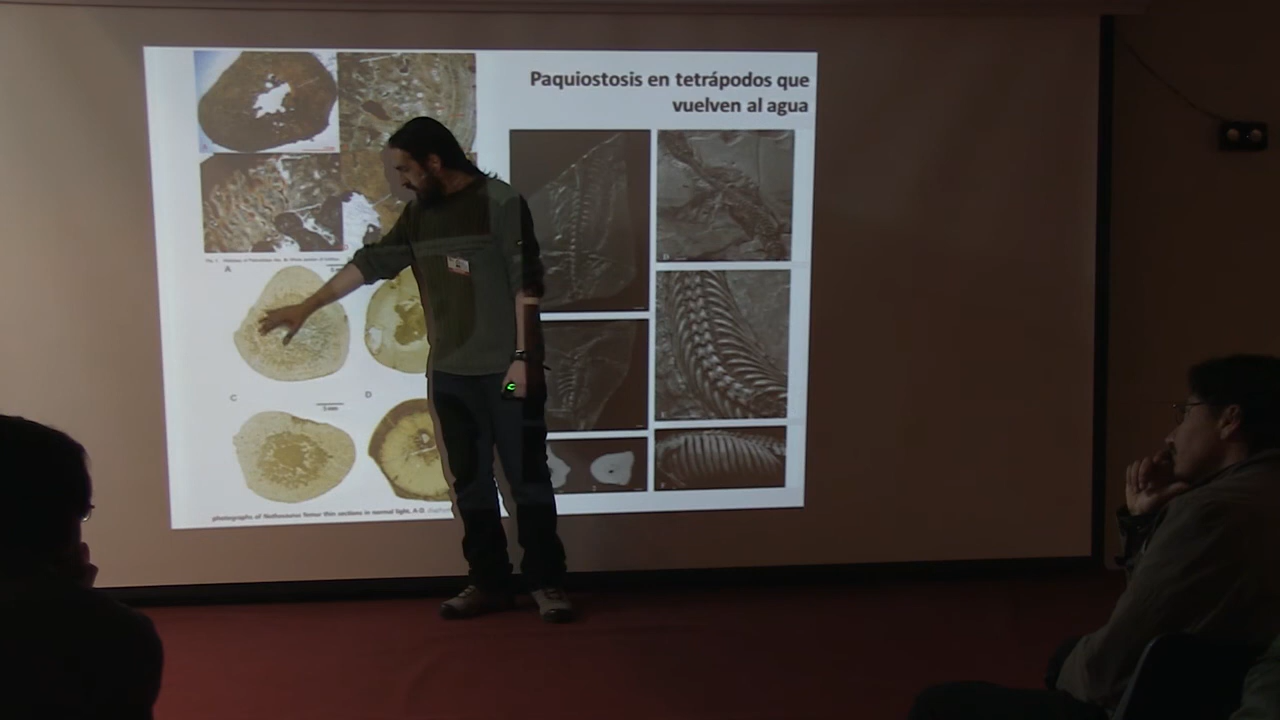 Paquiostosis en tetrápodos que
vuelven al agua
A
C
D
photographs of Nothosaurus femur thin sections in normal light. A-D.